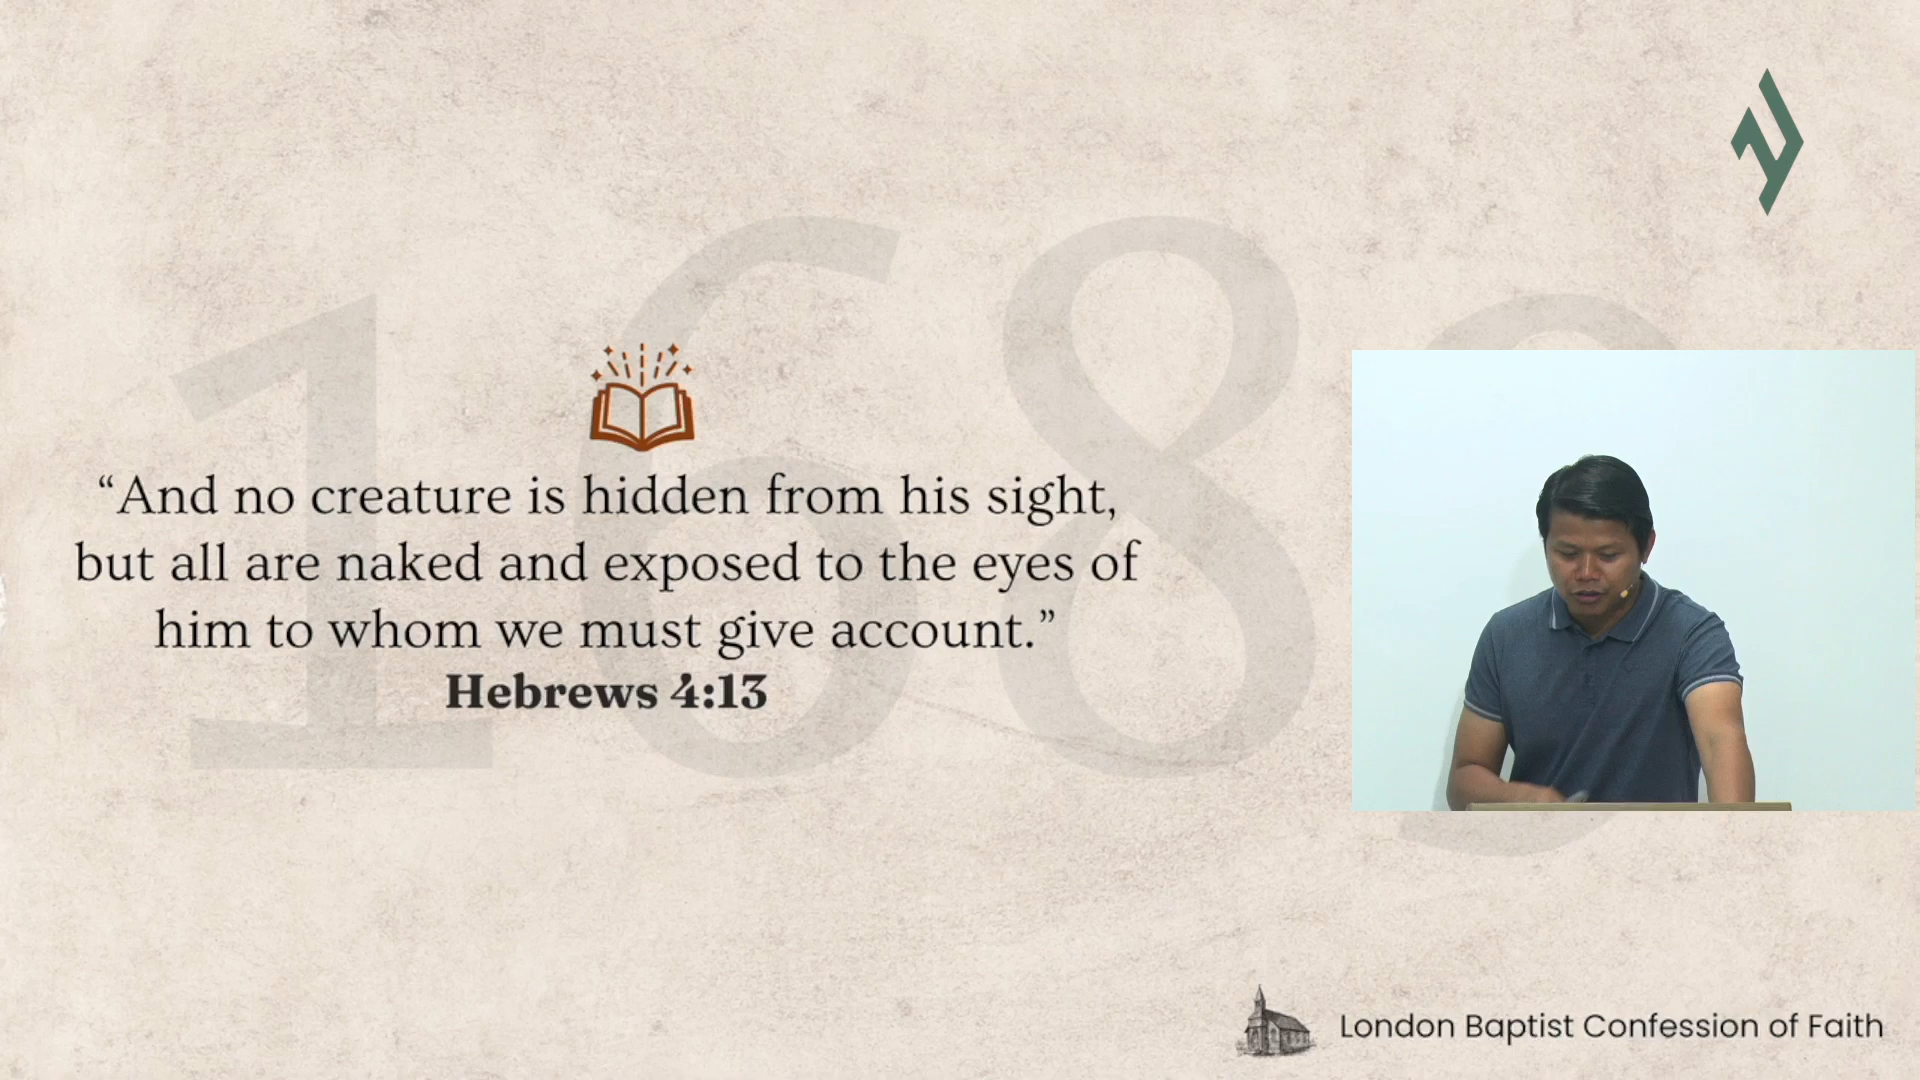 1689
“And no creature is hidden from his sight,
but all are naked and exposed to the eyes of
him to whom we must give account.”
Hebrews 4:13
London Baptist Confession of Faith